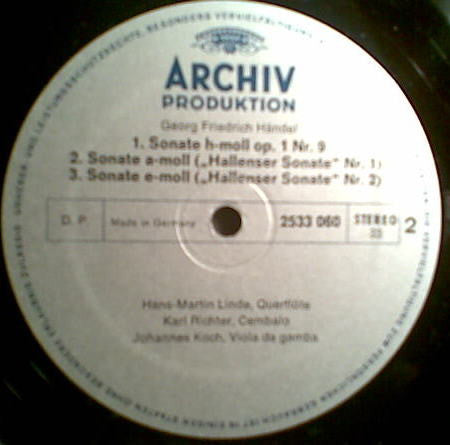 ARCHIV
PRODUKTION
Georg Friedrich Händel
1. Sonate h-moll op. 1 Nr. 9
2. Sonate a-moll („Hallenser Sonate“ Nr. 1)
3. Sonate e-moll („Hallenser Sonate“ Nr. 2)
D. P.
Made in Germany
2533 060
STEREO
33
2
Hans-Martin Linde, Querflöte
Karl Richter, Cembalo
Johannes Koch, Viola da gamba